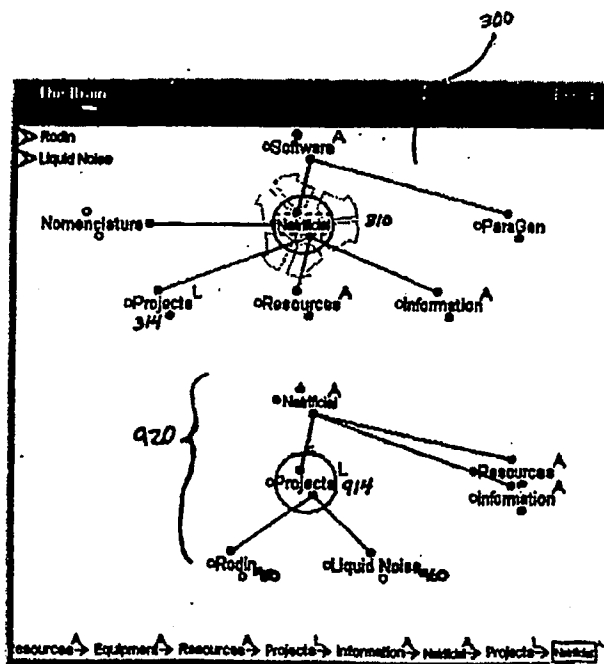 300
The Brain
Rodin
Liquid Noise
Software A
Nomenclature
Natrificial
310
ParaGen
Projects L
Resources A
Information A
314
920
Natrificial A
Projects L 914
Resources A
Information A
Rodin
Liquid Noise 960
esources A → Equipment A → Resources A → Projects L → Information A → Natrificial A → Projects L → Natrificial